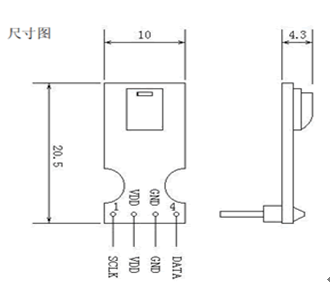 尺寸图
10
4.3
20.5
VDD
GND
1
4
SCLK
VDD
GND
DATA